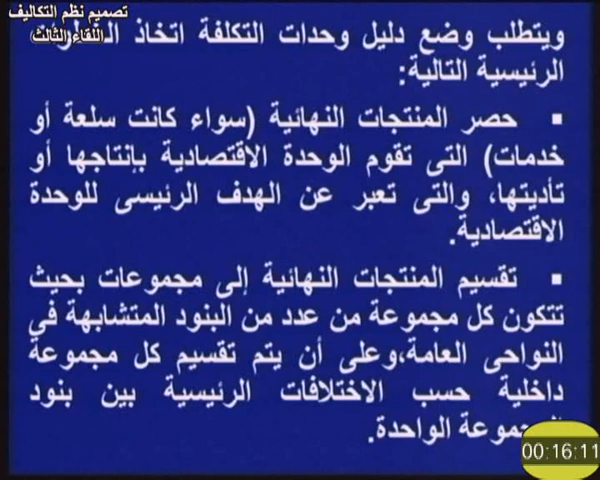 تصميم نظم التكاليف
اللقاء الثالث
ويتطلب وضع دليل وحدات التكلفة اتخاذ
الرئيسية التالية:
▪ حصر المنتجات النهائية (سواء كانت سلعة أو
خدمات) التى تقوم الوحدة الاقتصادية بإنتاجها أو
تأديتها، والتى تعبر عن الهدف الرئيسى للوحدة
الاقتصادية.
▪ تقسيم المنتجات النهائية إلى مجموعات بحيث
تتكون كل مجموعة من عدد من البنود المتشابهة فى
النواحى العامة،وعلى أن يتم تقسيم كل مجموعة
داخلية حسب الاختلافات الرئيسية بين بنود
الواحدة.
00:16:11